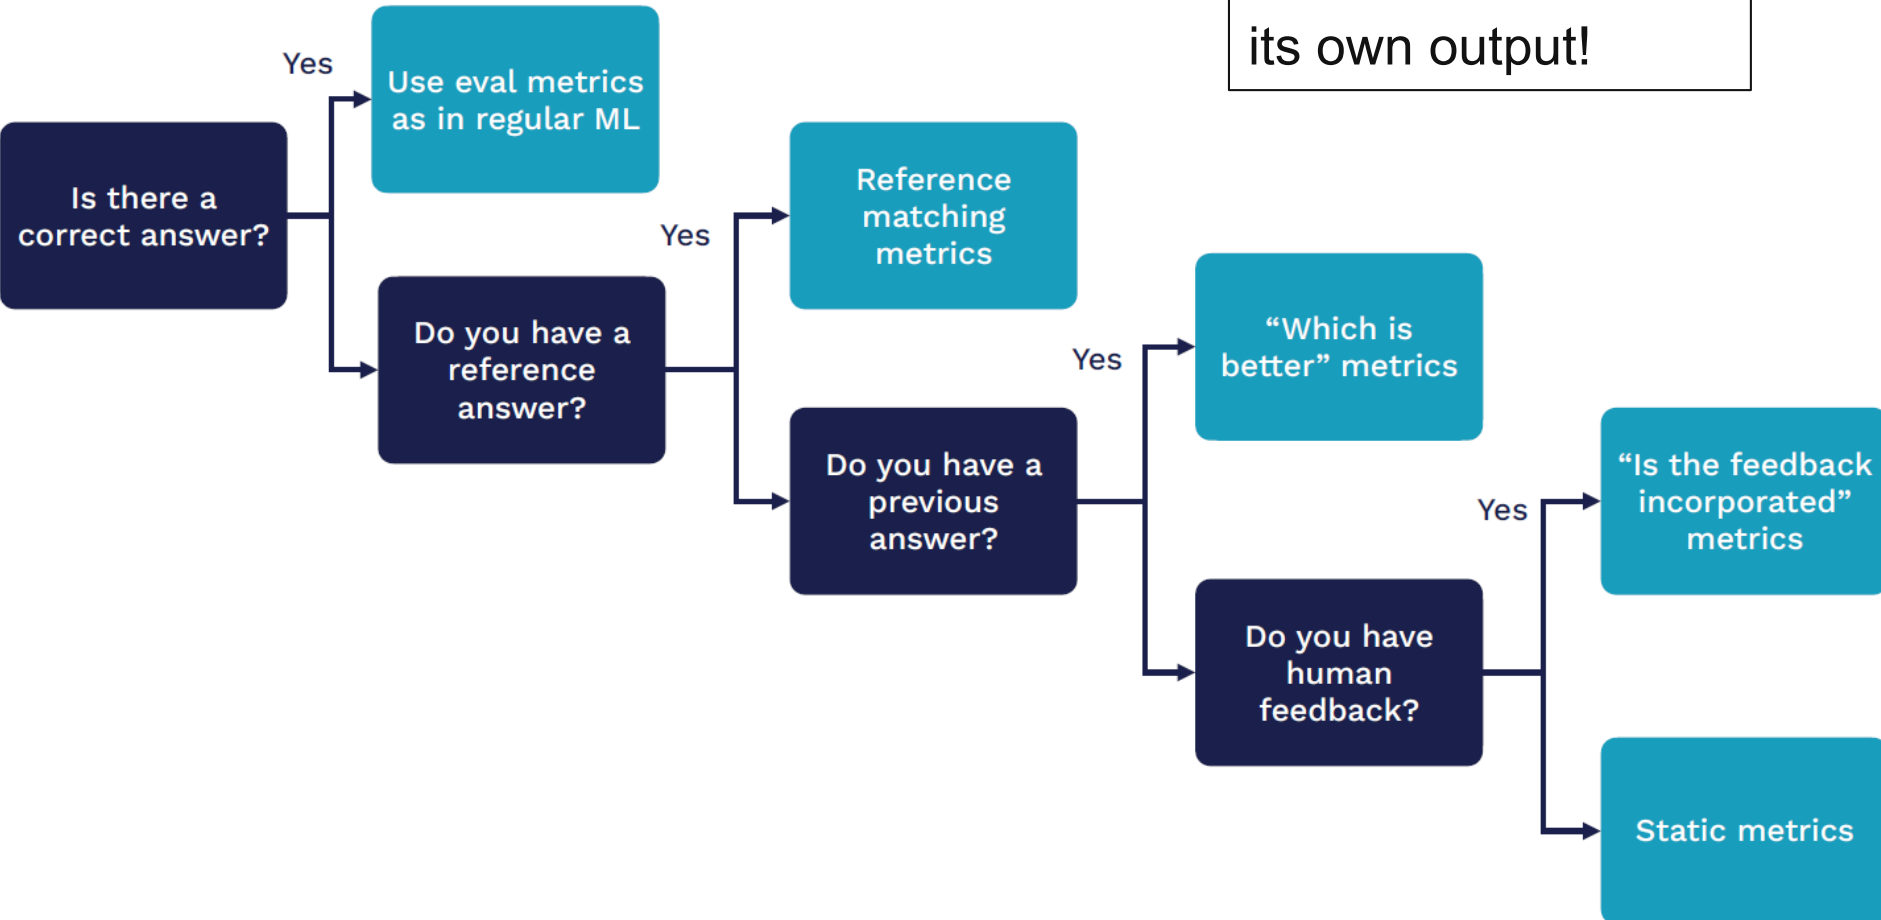 its own output!
Yes
Use eval metrics
as in regular ML
Is there a
correct answer?
Yes
Reference
matching
metrics
Do you have a
reference
answer?
Yes
“Which is
better” metrics
Do you have a
previous
answer?
Yes
“Is the feedback
incorporated”
metrics
Do you have
human
feedback?
Static metrics